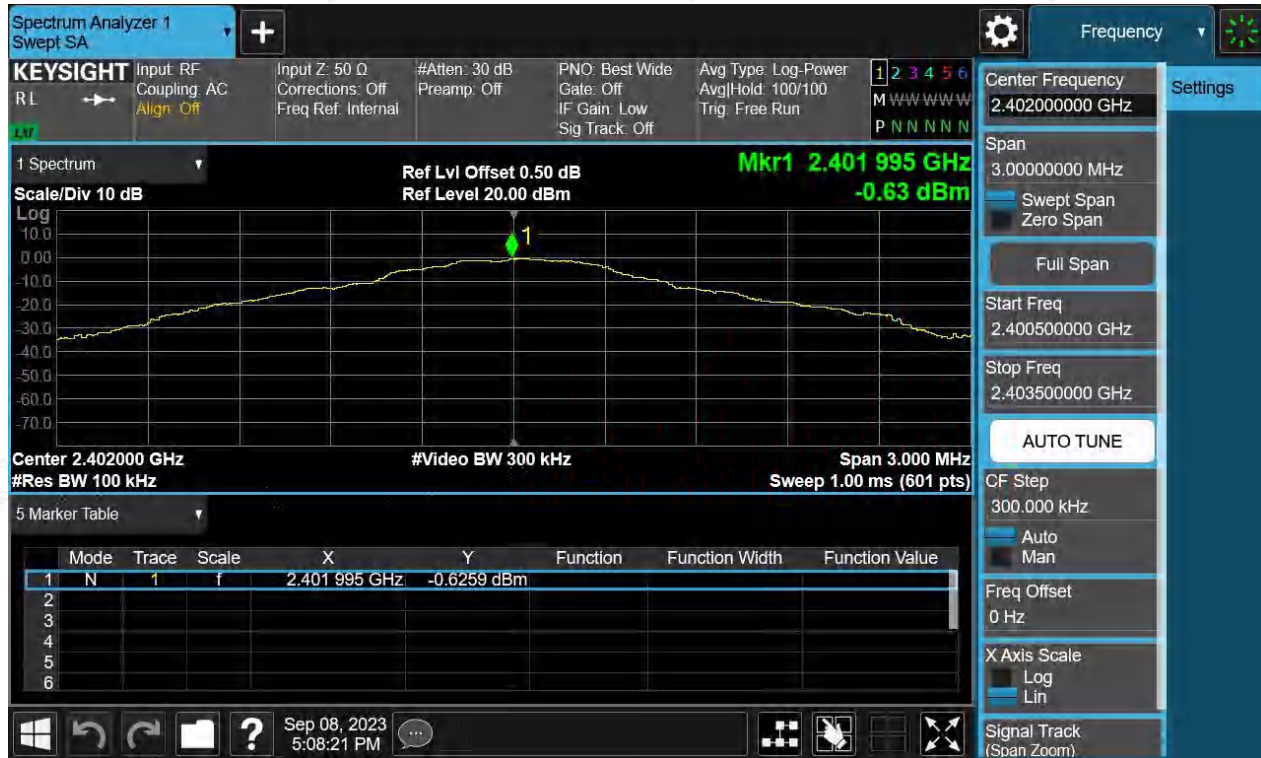 Spectrum Analyzer 1
Swept SA
+
Frequency
KEYSIGHT
RL
LXI
Input: RF
Coupling: AC
Align: Off
Input Z: 50 Ω
Corrections: Off
Freq Ref: Internal
#Atten: 30 dB
Preamp: Off
PNO: Best Wide
Gate: Off
IF Gain: Low
Sig Track: Off
Avg Type: Log-Power
Avg|Hold: 100/100
Trig: Free Run
1 2 3 4 5 6
M W W W W W
P N N N N N
Center Frequency
2.402000000 GHz
Settings
Span
3.00000000 MHz
Swept Span
Zero Span
Full Span
Start Freq
2.400500000 GHz
Stop Freq
2.403500000 GHz
AUTO TUNE
CF Step
300.000 kHz
Auto
Man
Freq Offset
0 Hz
X Axis Scale
Log
Lin
Signal Track
(Span Zoom)
1 Spectrum
Scale/Div 10 dB
Ref Lvl Offset 0.50 dB
Ref Level 20.00 dBm
Mkr1 2.401 995 GHz
-0.63 dBm
Log
10.0
0.00
-10.0
-20.0
-30.0
-40.0
-50.0
-60.0
-70.0
1
Center 2.402000 GHz
#Video BW 300 kHz
Span 3.000 MHz
#Res BW 100 kHz
Sweep 1.00 ms (601 pts)
5 Marker Table
Mode Trace Scale X Y Function Function Width Function Value
1 N 1 f 2.401 995 GHz -0.6259 dBm
2
3
4
5
6
?
Sep 08, 2023
5:08:21 PM